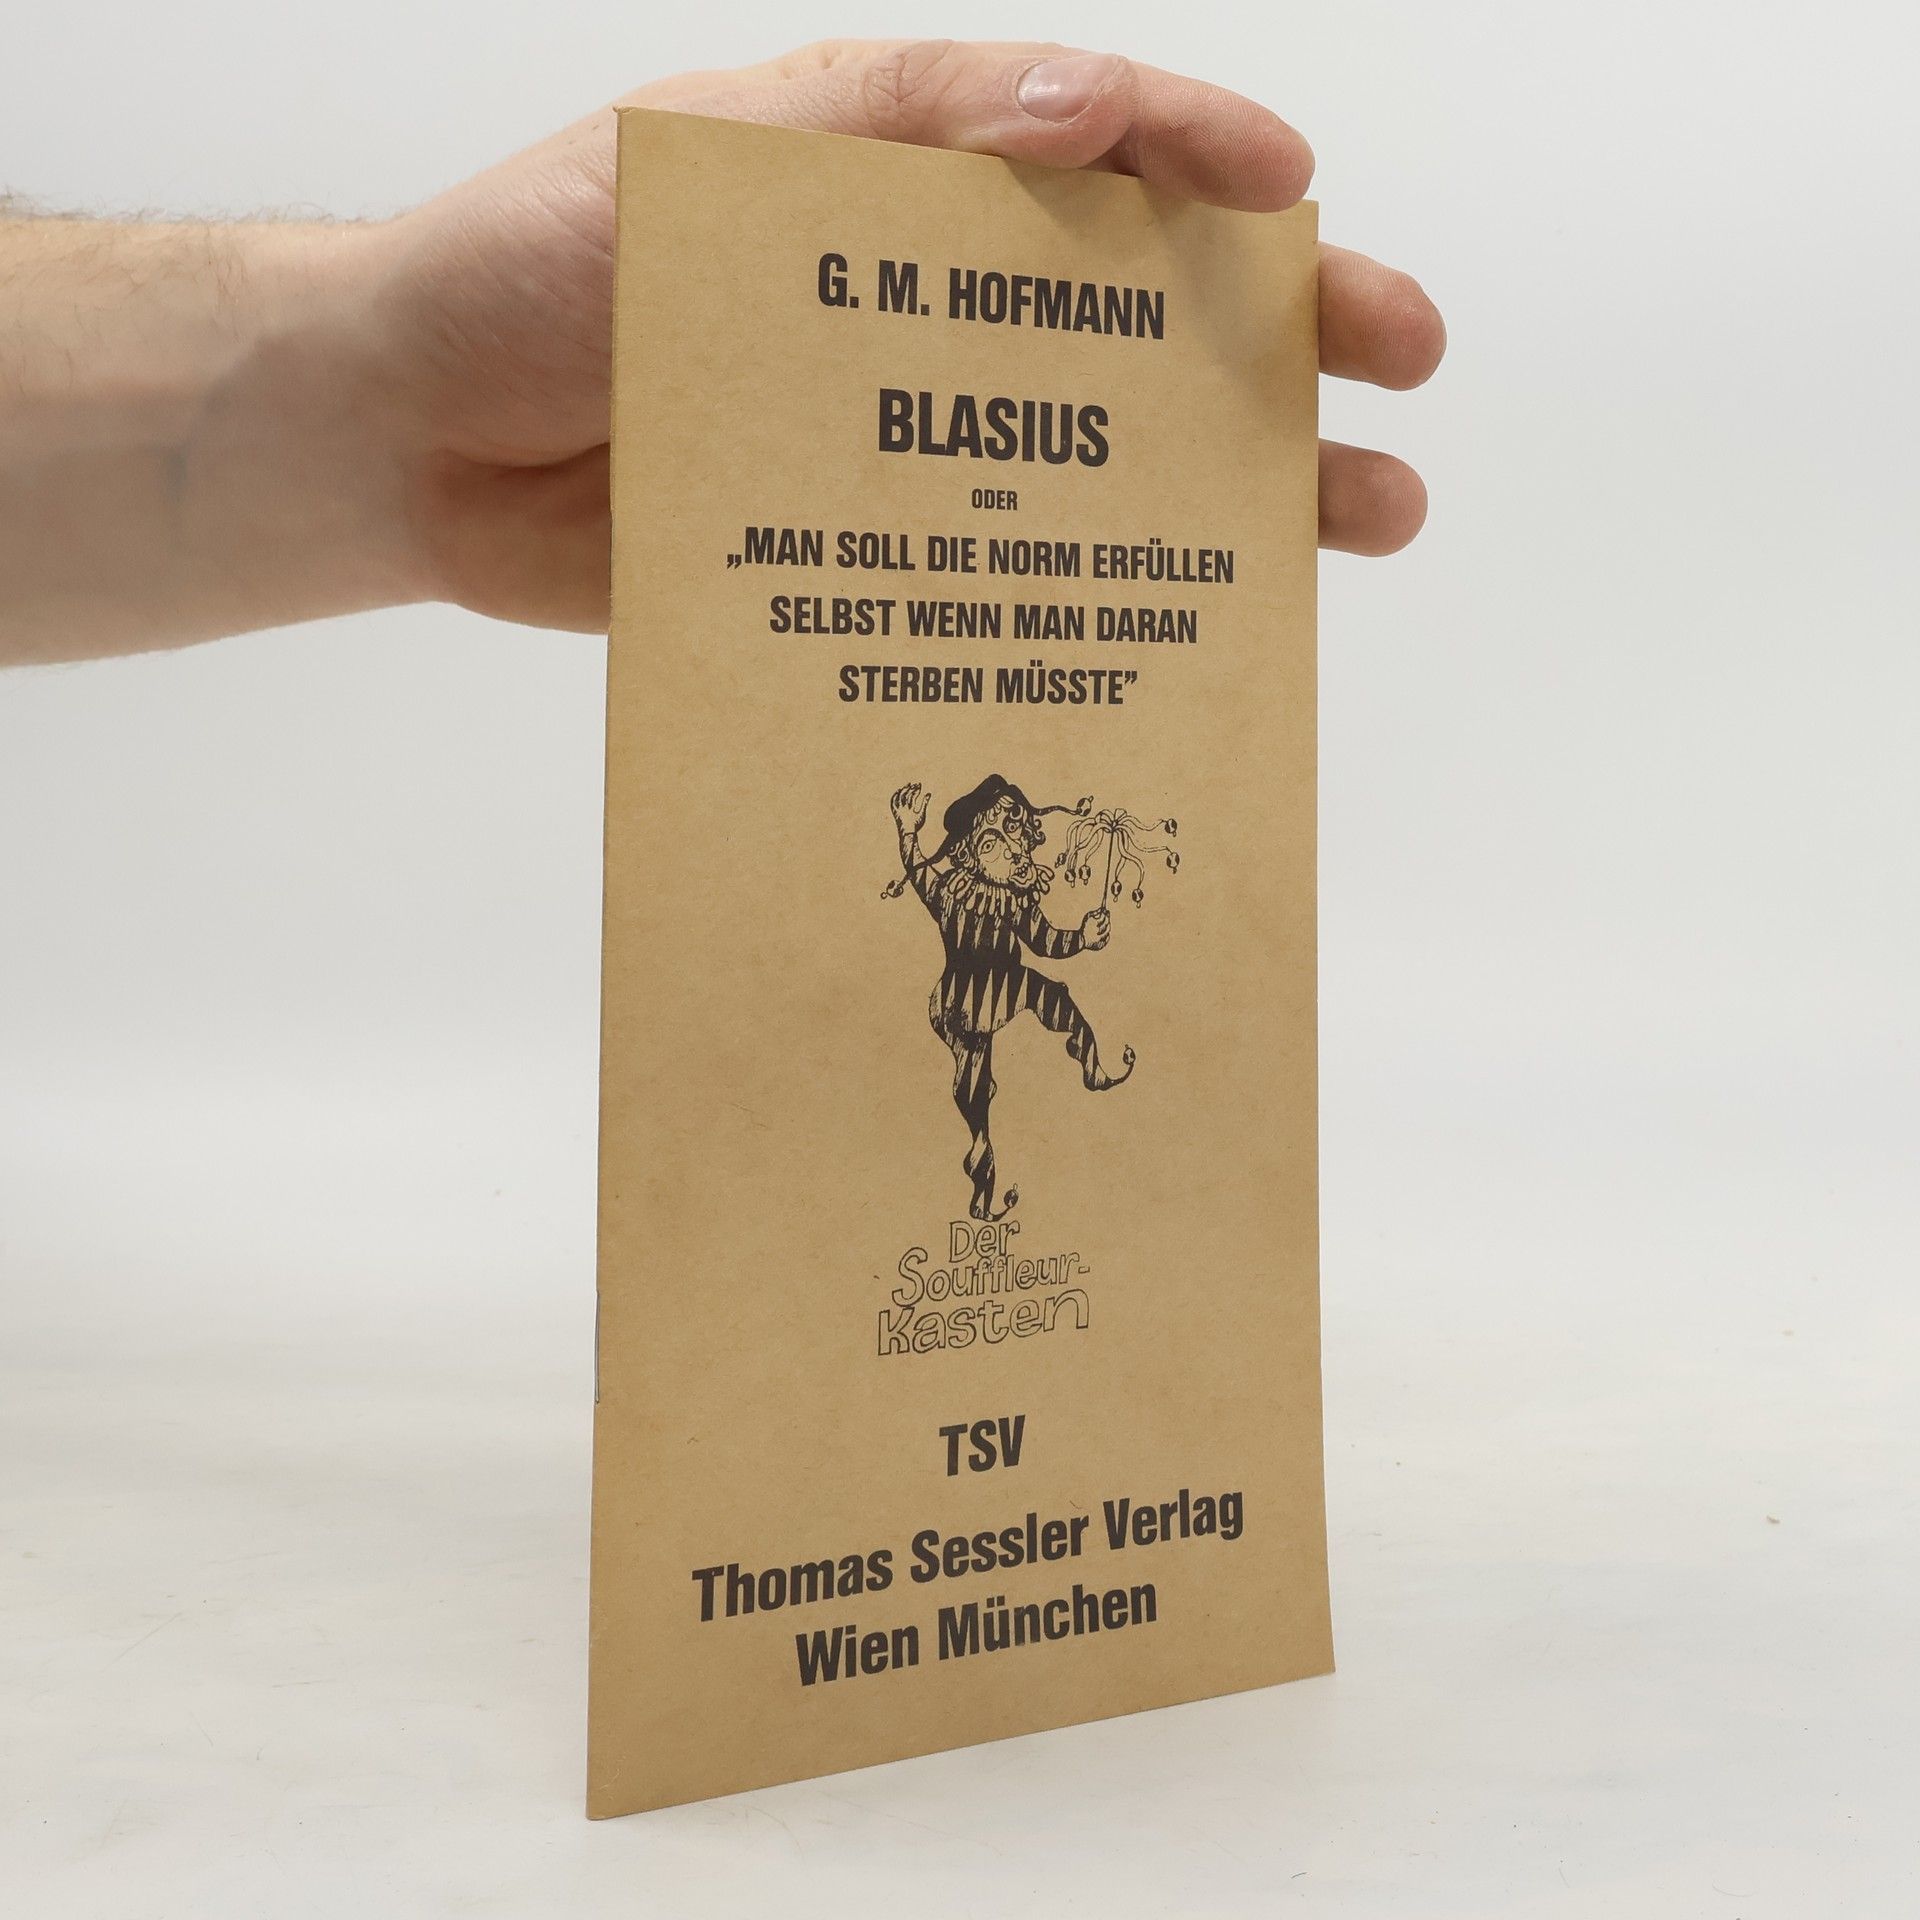 G. M. HOFMANN
BLASIUS
ODER
„MAN SOLL DIE NORM ERFÜLLEN
SELBST WENN MAN DARAN
STERBEN MÜSSTE”
Der
Souffleur-
Kasten
TSV
Thomas Sessler Verlag
Wien München